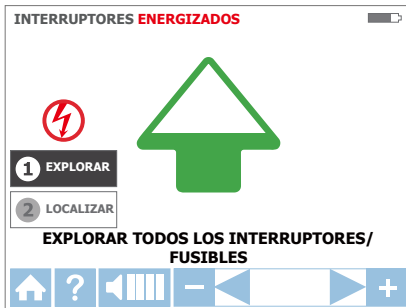 INTERRUPTORES ENERGIZADOS
1 EXPLORAR
2 LOCALIZAR
EXPLORAR TODOS LOS INTERRUPTORES/
FUSIBLES
? - +